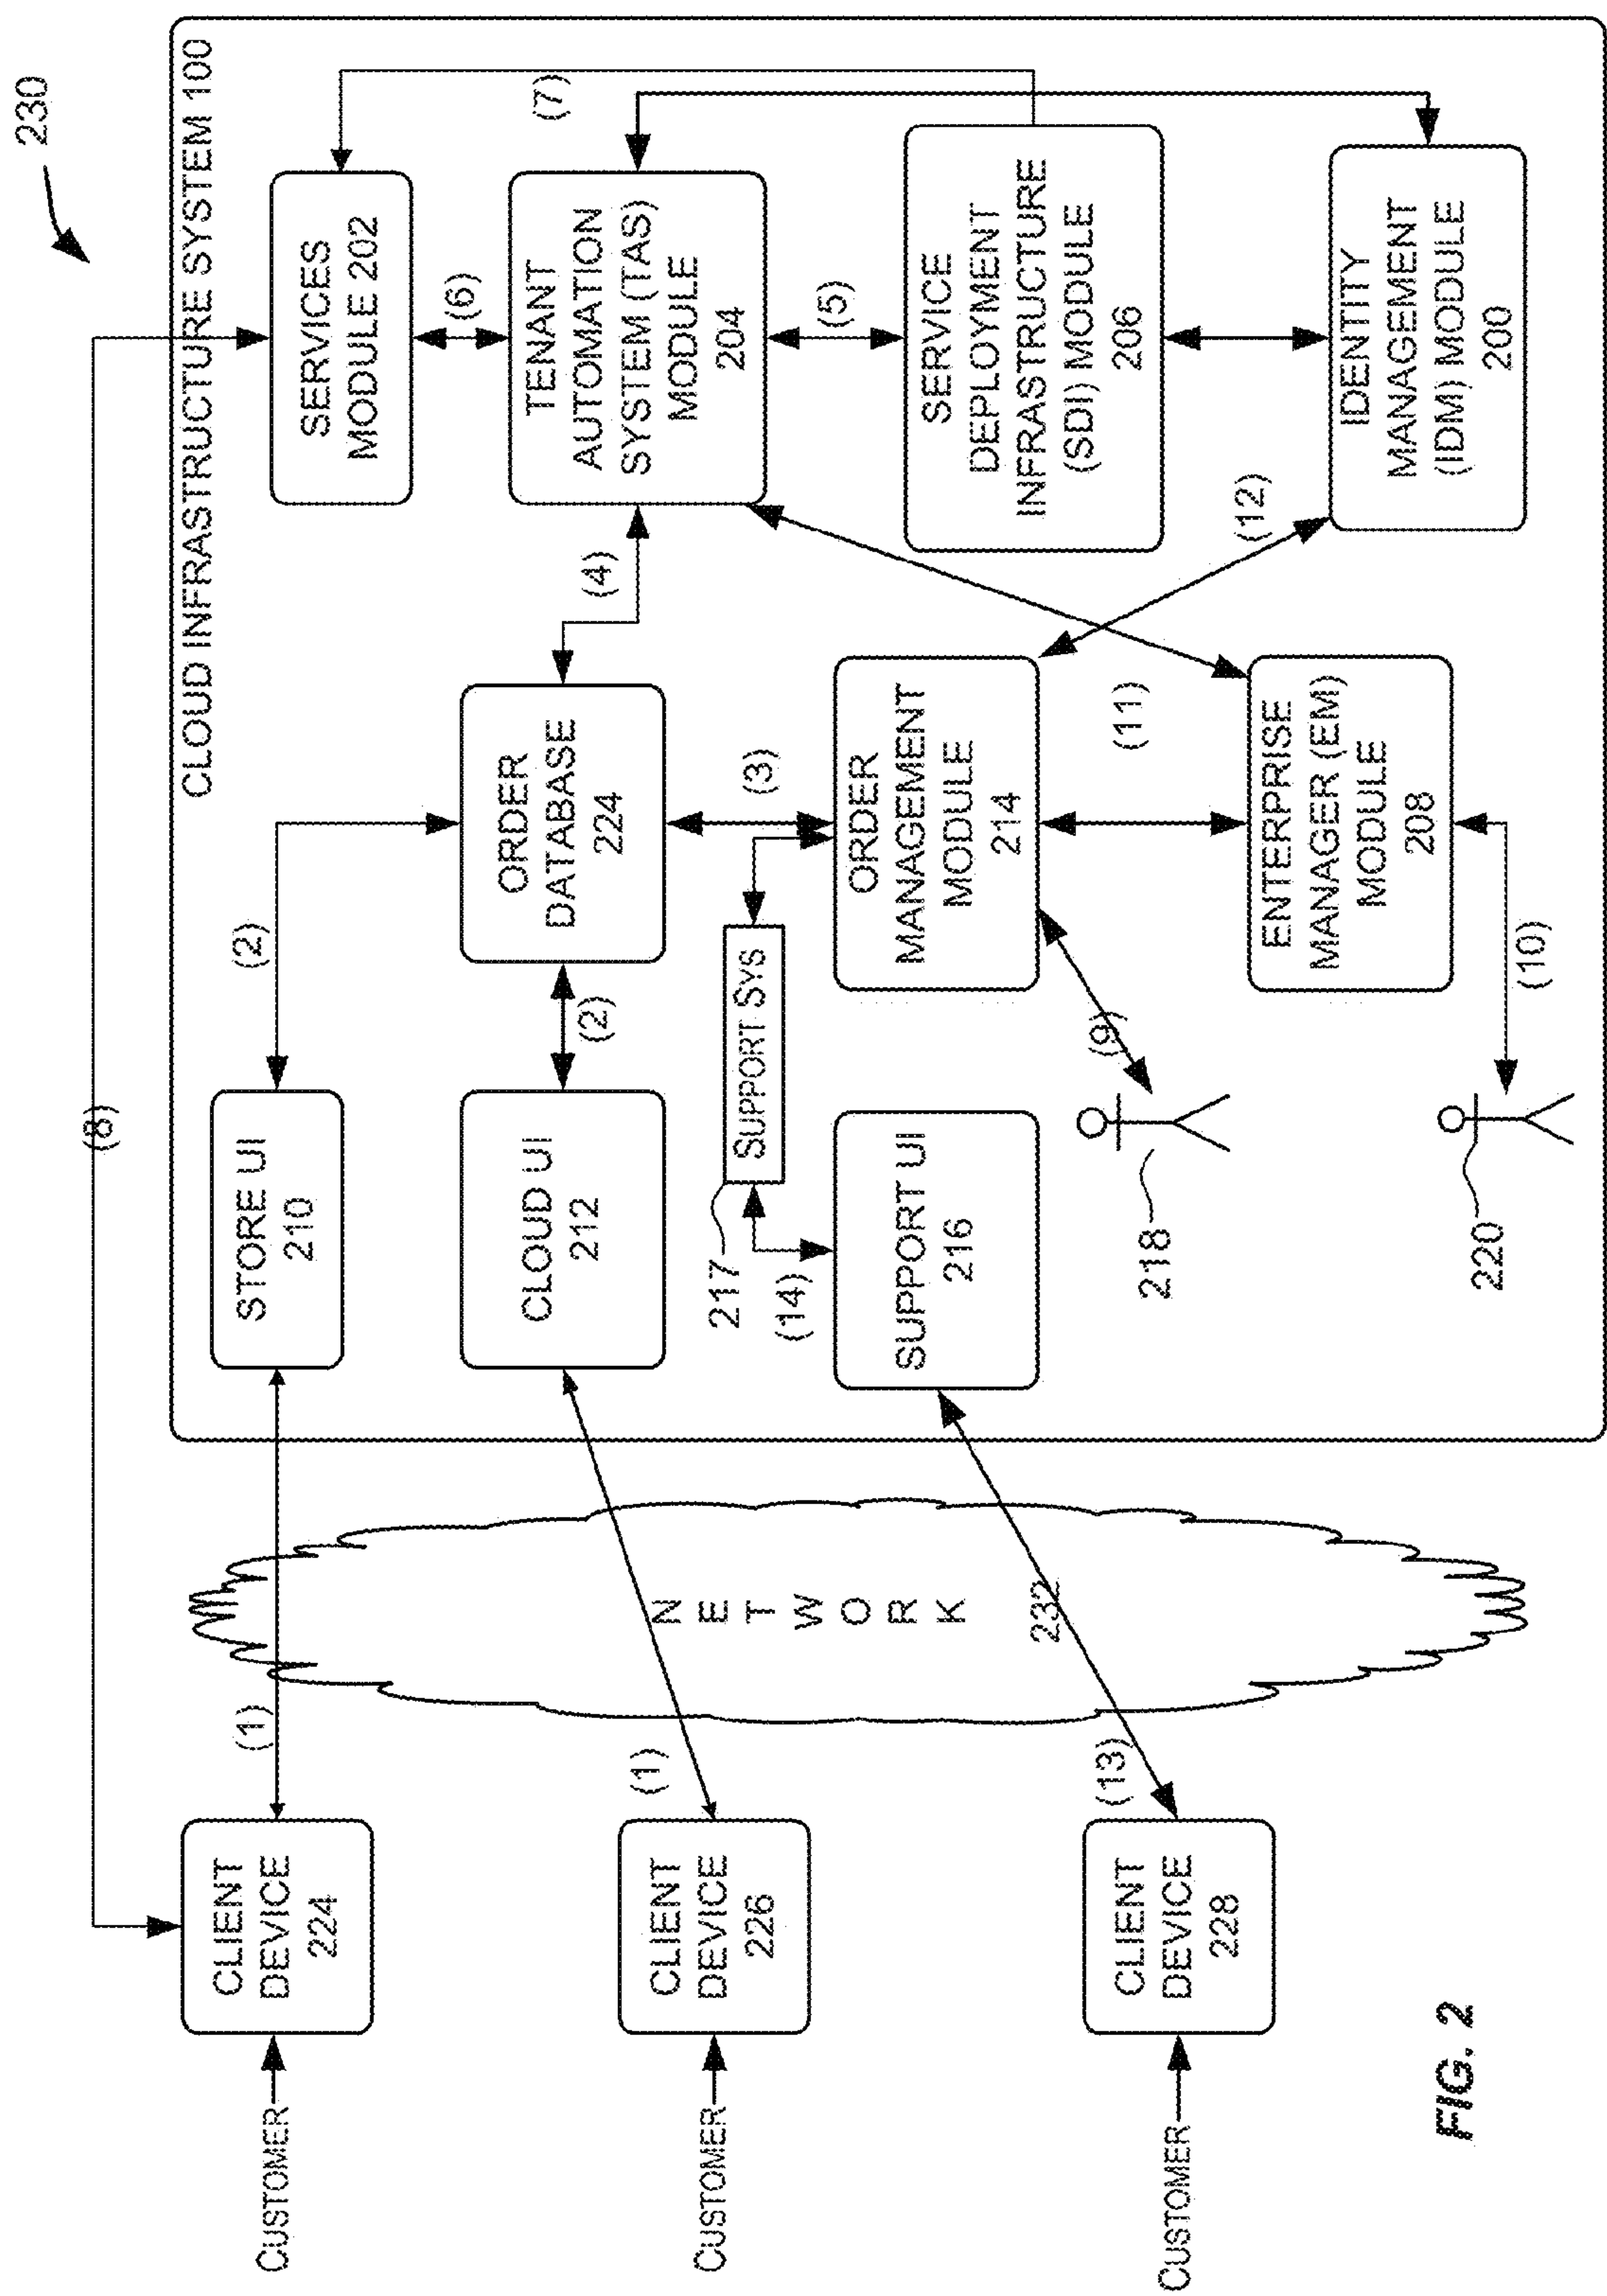 230
CLOUD INFRASTRUCTURE SYSTEM 100
(8)
CUSTOMER
CLIENT
DEVICE
224
(1)
STORE UI
210
(2)
SERVICES
MODULE 202
(6)
(7)
CUSTOMER
CLIENT
DEVICE
226
(1)
CLOUD UI
212
(2)
ORDER
DATABASE
224
(4)
TENANT
AUTOMATION
SYSTEM (TAS)
MODULE
204
(5)
NETWORK
232
217
SUPPORT SYS
(14)
(3)
CUSTOMER
CLIENT
DEVICE
228
(13)
SUPPORT UI
216
ORDER
MANAGEMENT
MODULE
214
SERVICE
DEPLOYMENT
INFRASTRUCTURE
(SDI) MODULE
206
218
(9)
(11)
(12)
220
(10)
ENTERPRISE
MANAGER (EM)
MODULE
208
IDENTITY
MANAGEMENT
(IDM) MODULE
200
FIG. 2